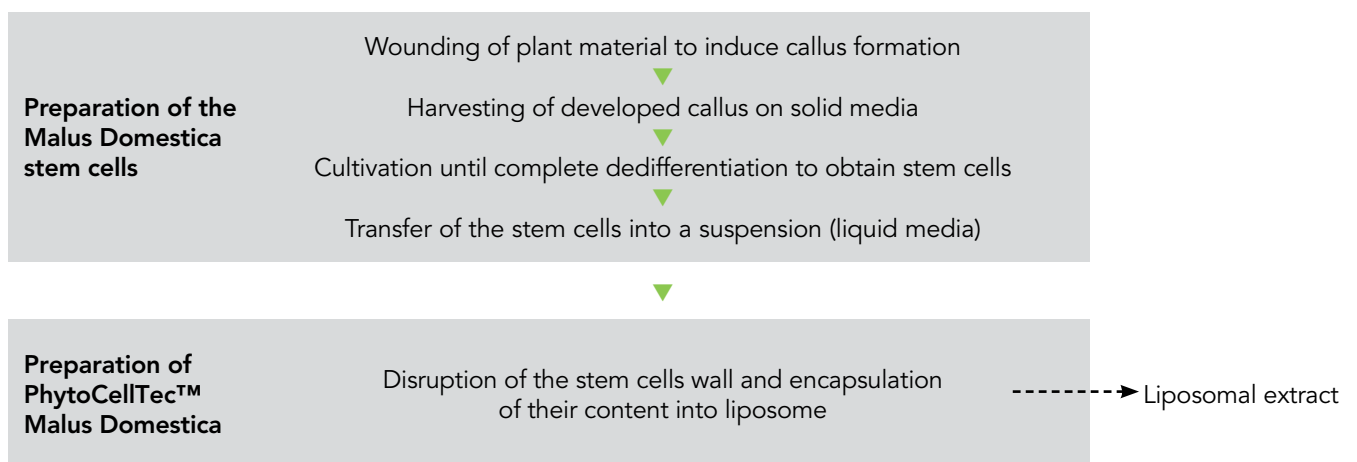 Wounding of plant material to induce callus formation
Preparation of the
Malus Domestica
stem cells
Harvesting of developed callus on solid media
Cultivation until complete dedifferentiation to obtain stem cells
Transfer of the stem cells into a suspension (liquid media)
Preparation of
PhytoCellTec™
Malus Domestica
Disruption of the stem cells wall and encapsulation
of their content into liposome
Liposomal extract